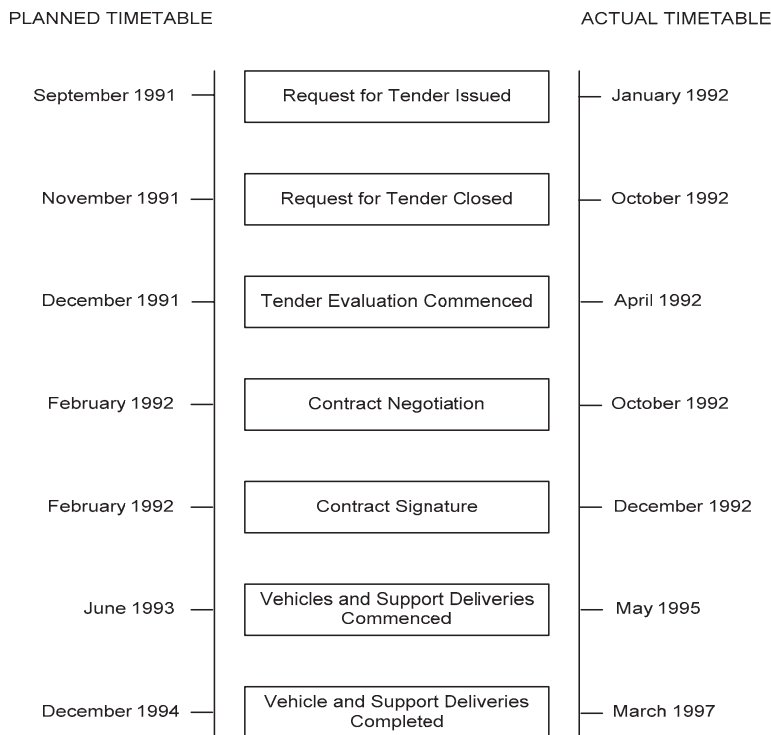 PLANNED TIMETABLE ACTUAL TIMETABLE
September 1991 Request for Tender Issued January 1992
November 1991 Request for Tender Closed October 1992
December 1991 Tender Evaluation Commenced April 1992
February 1992 Contract Negotiation October 1992
February 1992 Contract Signature December 1992
June 1993 Vehicles and Support Deliveries Commenced May 1995
December 1994 Vehicle and Support Deliveries Completed March 1997